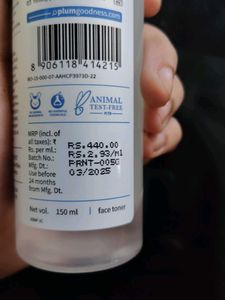 plumgoodness.com
8 906118 414215
ANIMAL
TEST-FREE
MRP (incl. of
all taxes): ₹ RS.440.00
Rs. per ml.: RS.2.93/ml
Batch No.: PRNT-005G
Mfg. Dt.: 03/2025
Use before
24 months
from Mfg. Dt.
Net vol. 150 ml face toner